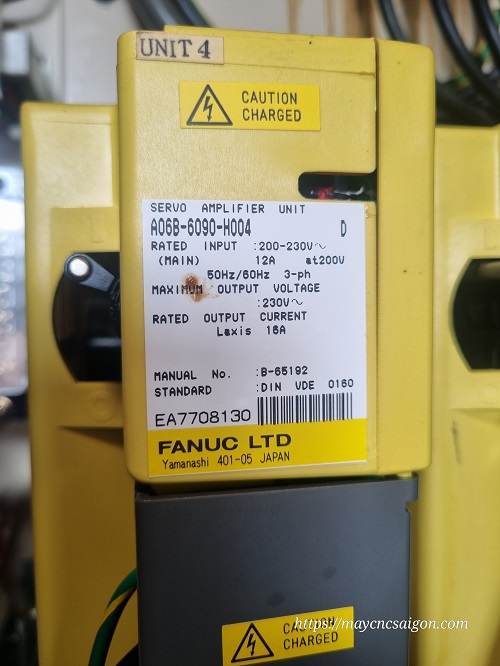 UNIT 4
CAUTION
CHARGED
SERVO AMPLIFIER UNIT
A06B-6090-H004 D
RATED INPUT :200-230V～
(MAIN) 12A at200V
50Hz/60Hz 3-ph
MAXIMUM OUTPUT VOLTAGE
:230V～
RATED OUTPUT CURRENT
Laxis 16A
MANUAL No. :B-65192
STANDARD :DIN VDE 0160
EA7708130
FANUC LTD
Yamanashi 401-05 JAPAN
https://maycncsaigon.com/
CAUTION
CHARGED